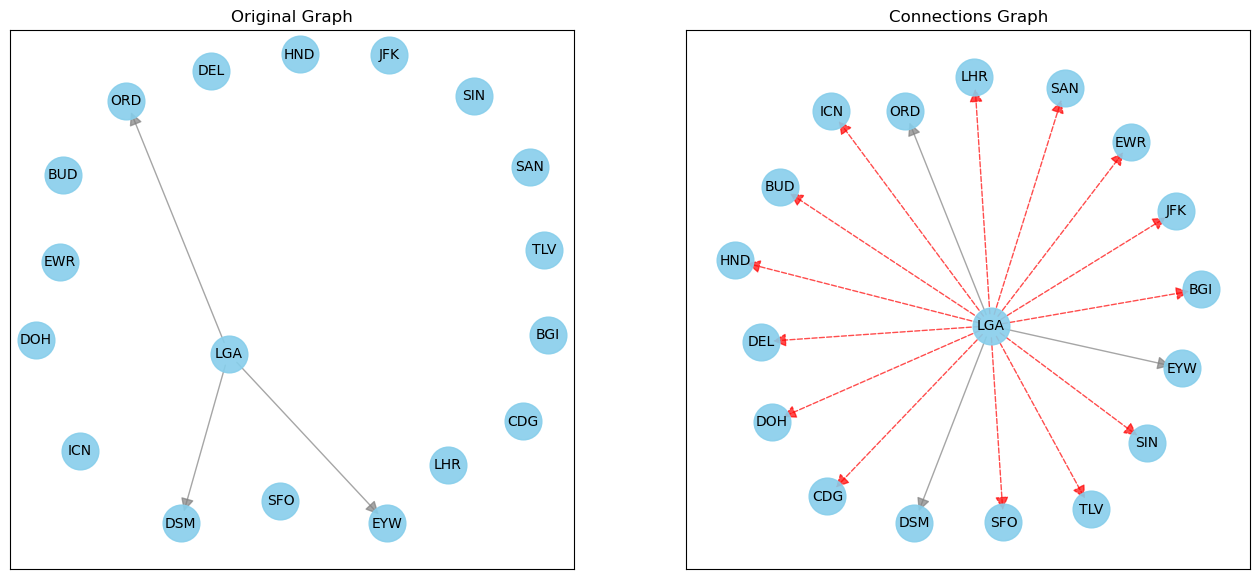 Original Graph
HND
JFK
DEL
SIN
ORD
SAN
BUD
TLV
EWR
BGI
DOH
LGA
CDG
ICN
LHR
SFO
DSM
EYW
Connections Graph
LHR
SAN
ICN
ORD
EWR
BUD
JFK
HND
BGI
LGA
DEL
EYW
DOH
SIN
CDG
TLV
DSM
SFO